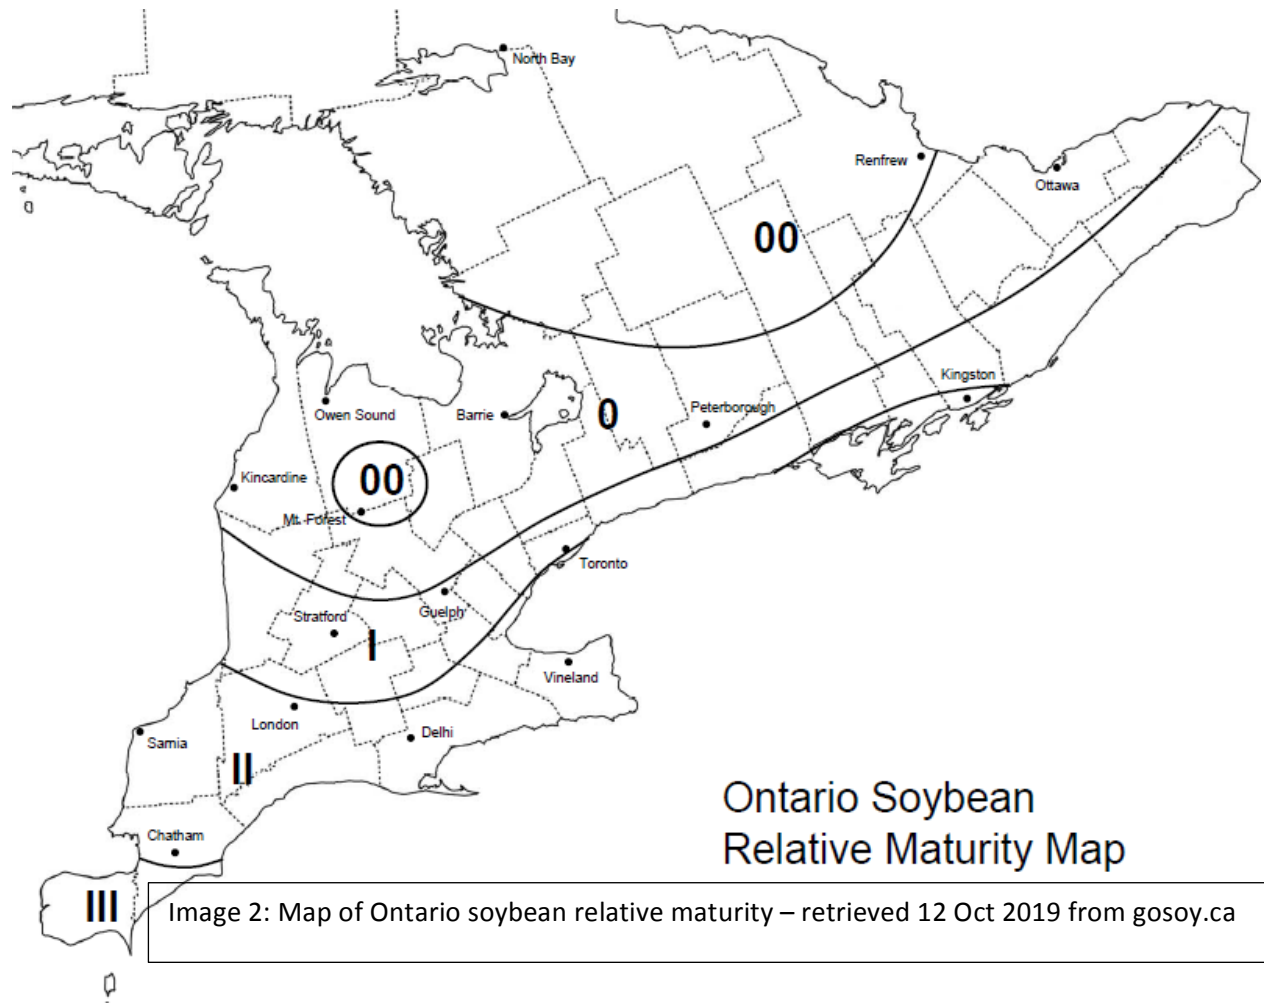 North Bay
Renfrew
Ottawa
00
Kingston
Owen Sound
Barrie
0
Peterborough
Kincardine
00
Mt. Forest
Toronto
Stratford
Guelph
I
Vineland
London
Delhi
Sarnia
II
Chatham
Ontario Soybean
Relative Maturity Map
III
Image 2: Map of Ontario soybean relative maturity – retrieved 12 Oct 2019 from gosoy.ca